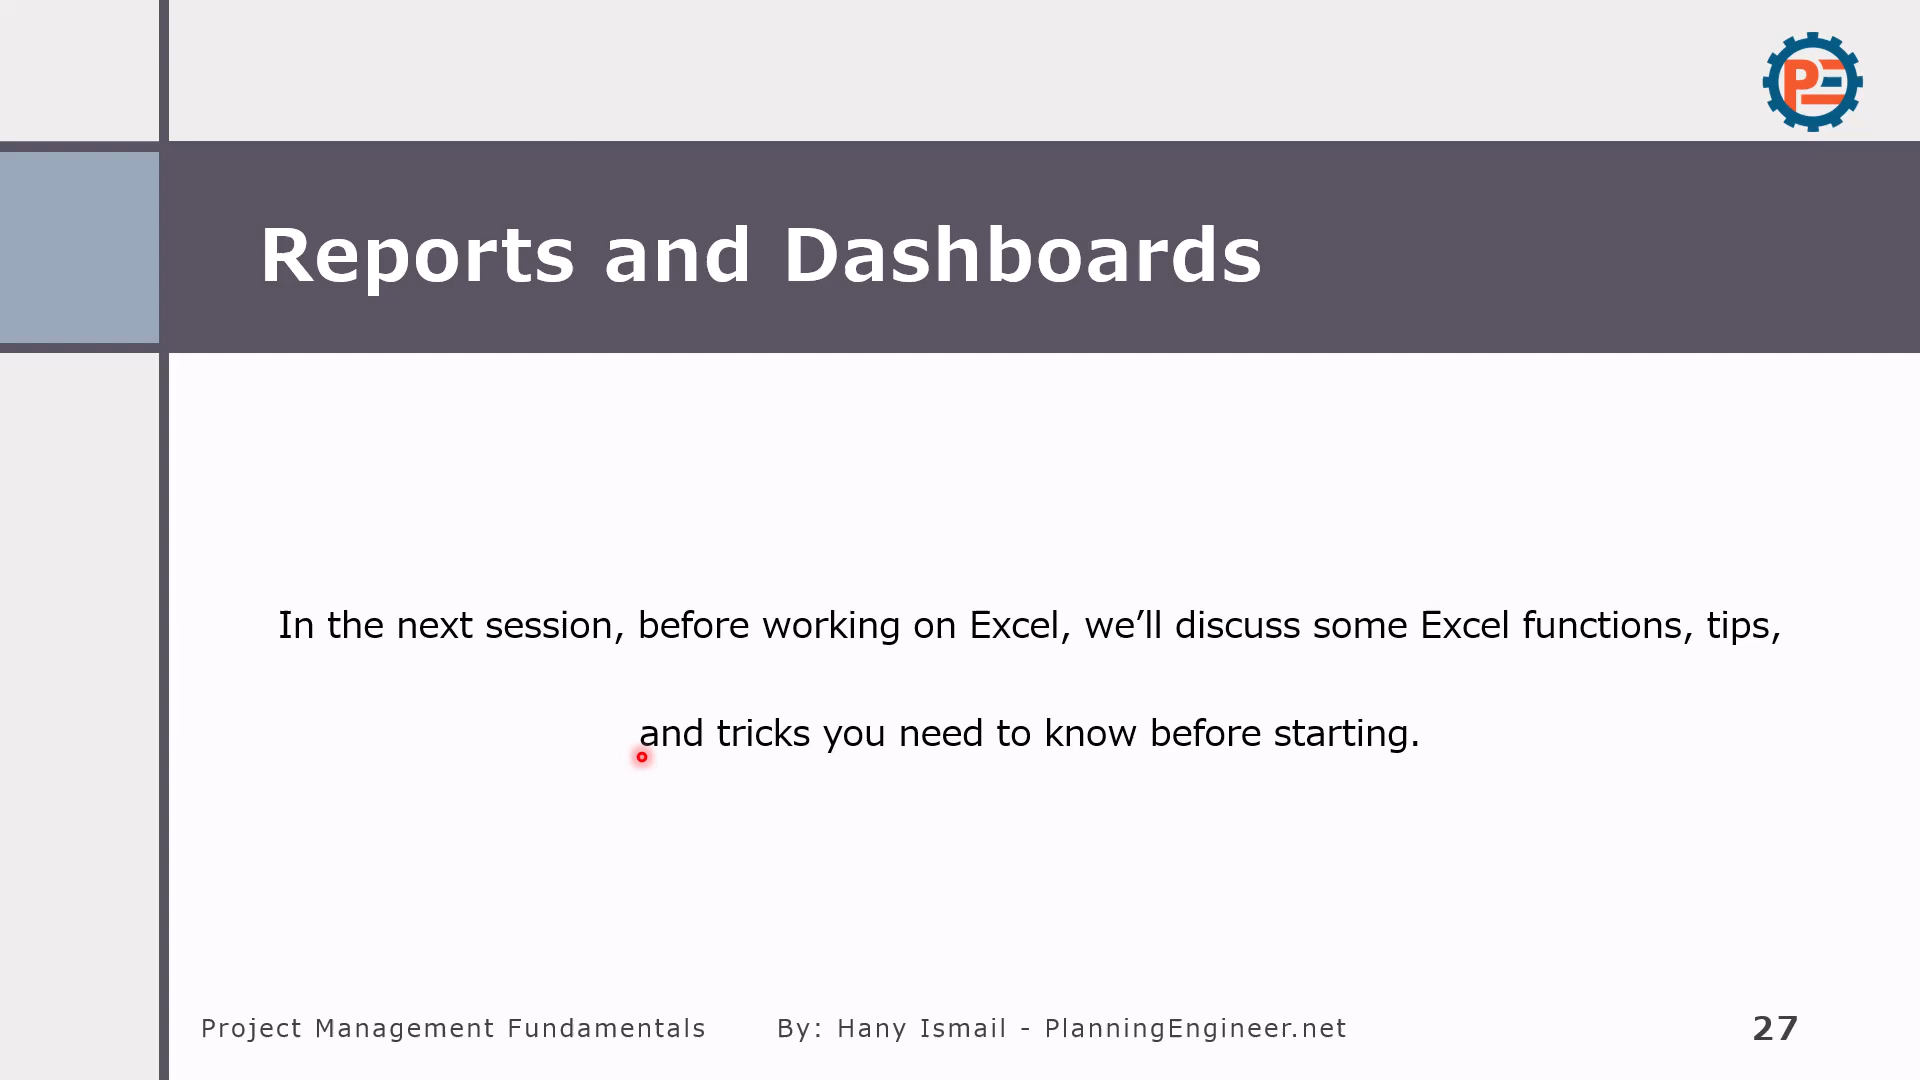 PE
Reports and Dashboards
In the next session, before working on Excel, we’ll discuss some Excel functions, tips,
and tricks you need to know before starting.
Project Management Fundamentals By: Hany Ismail - PlanningEngineer.net 27